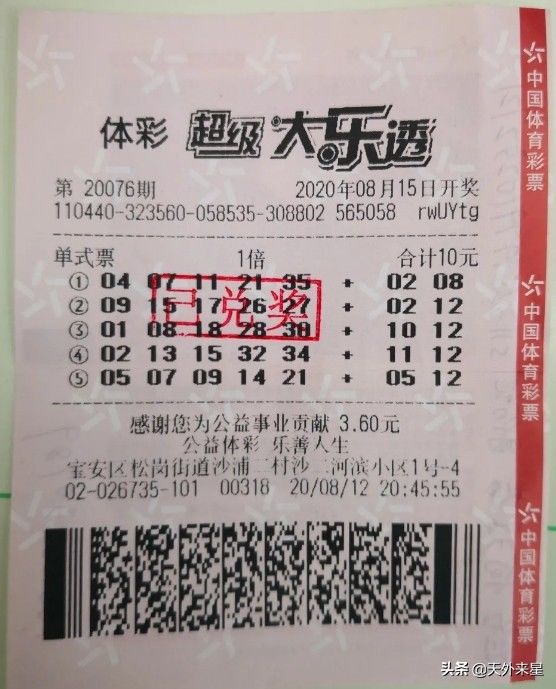 体彩 超级大乐透
第 20076期 2020年08月15日开奖
110440-323560-058535-308802 565058 rwUYtg
单式票 1倍 合计10元
① 04 07 11 21 35 + 02 08
② 09 15 17 26 27 + 02 12
③ 01 08 18 28 30 + 10 12
④ 02 13 15 32 34 + 11 12
⑤ 05 07 09 14 21 + 05 12
已兑奖
感谢您为公益事业贡献 3.60元
公益体彩 乐善人生
宝安区松岗街道沙浦二村沙二河滨小区1号-4
02-026735-101 00318 20/08/12 20:45:55
中国体育彩票
中国体育彩票
中国体育彩票
头条 @天外来星